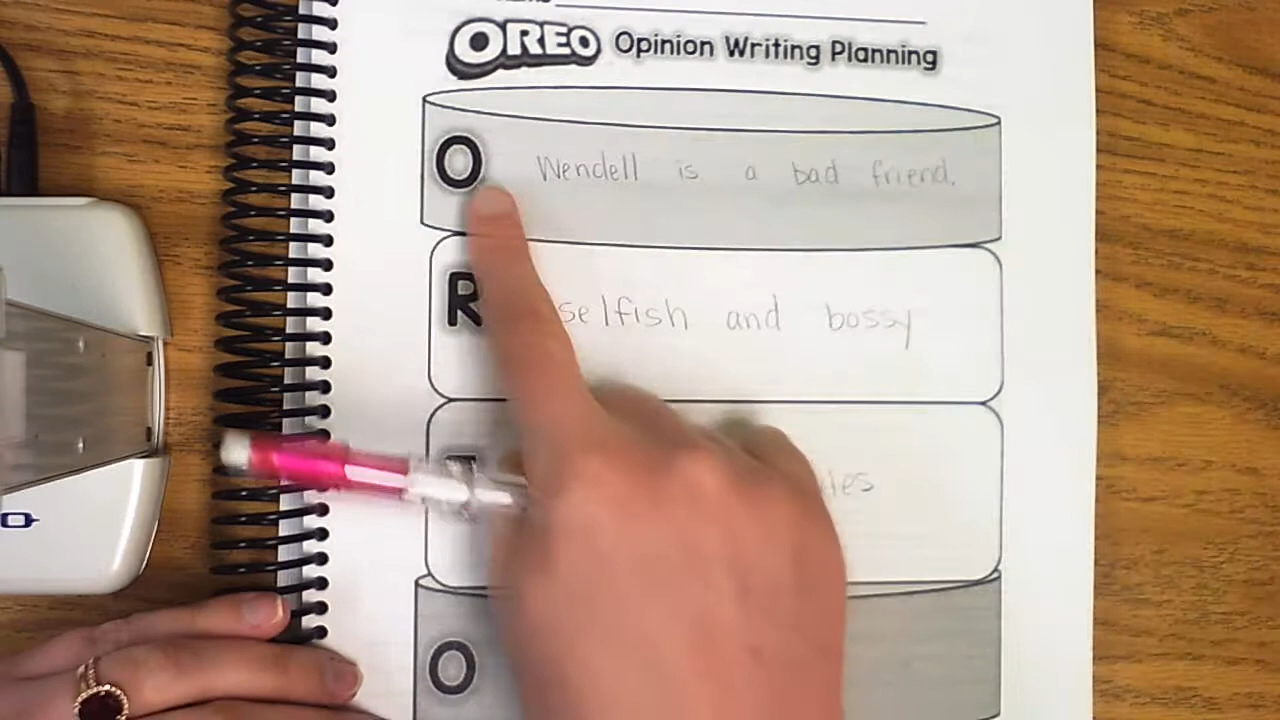 OREO Opinion Writing Planning
O Wendell is a bad friend.
R selfish and bossy
O